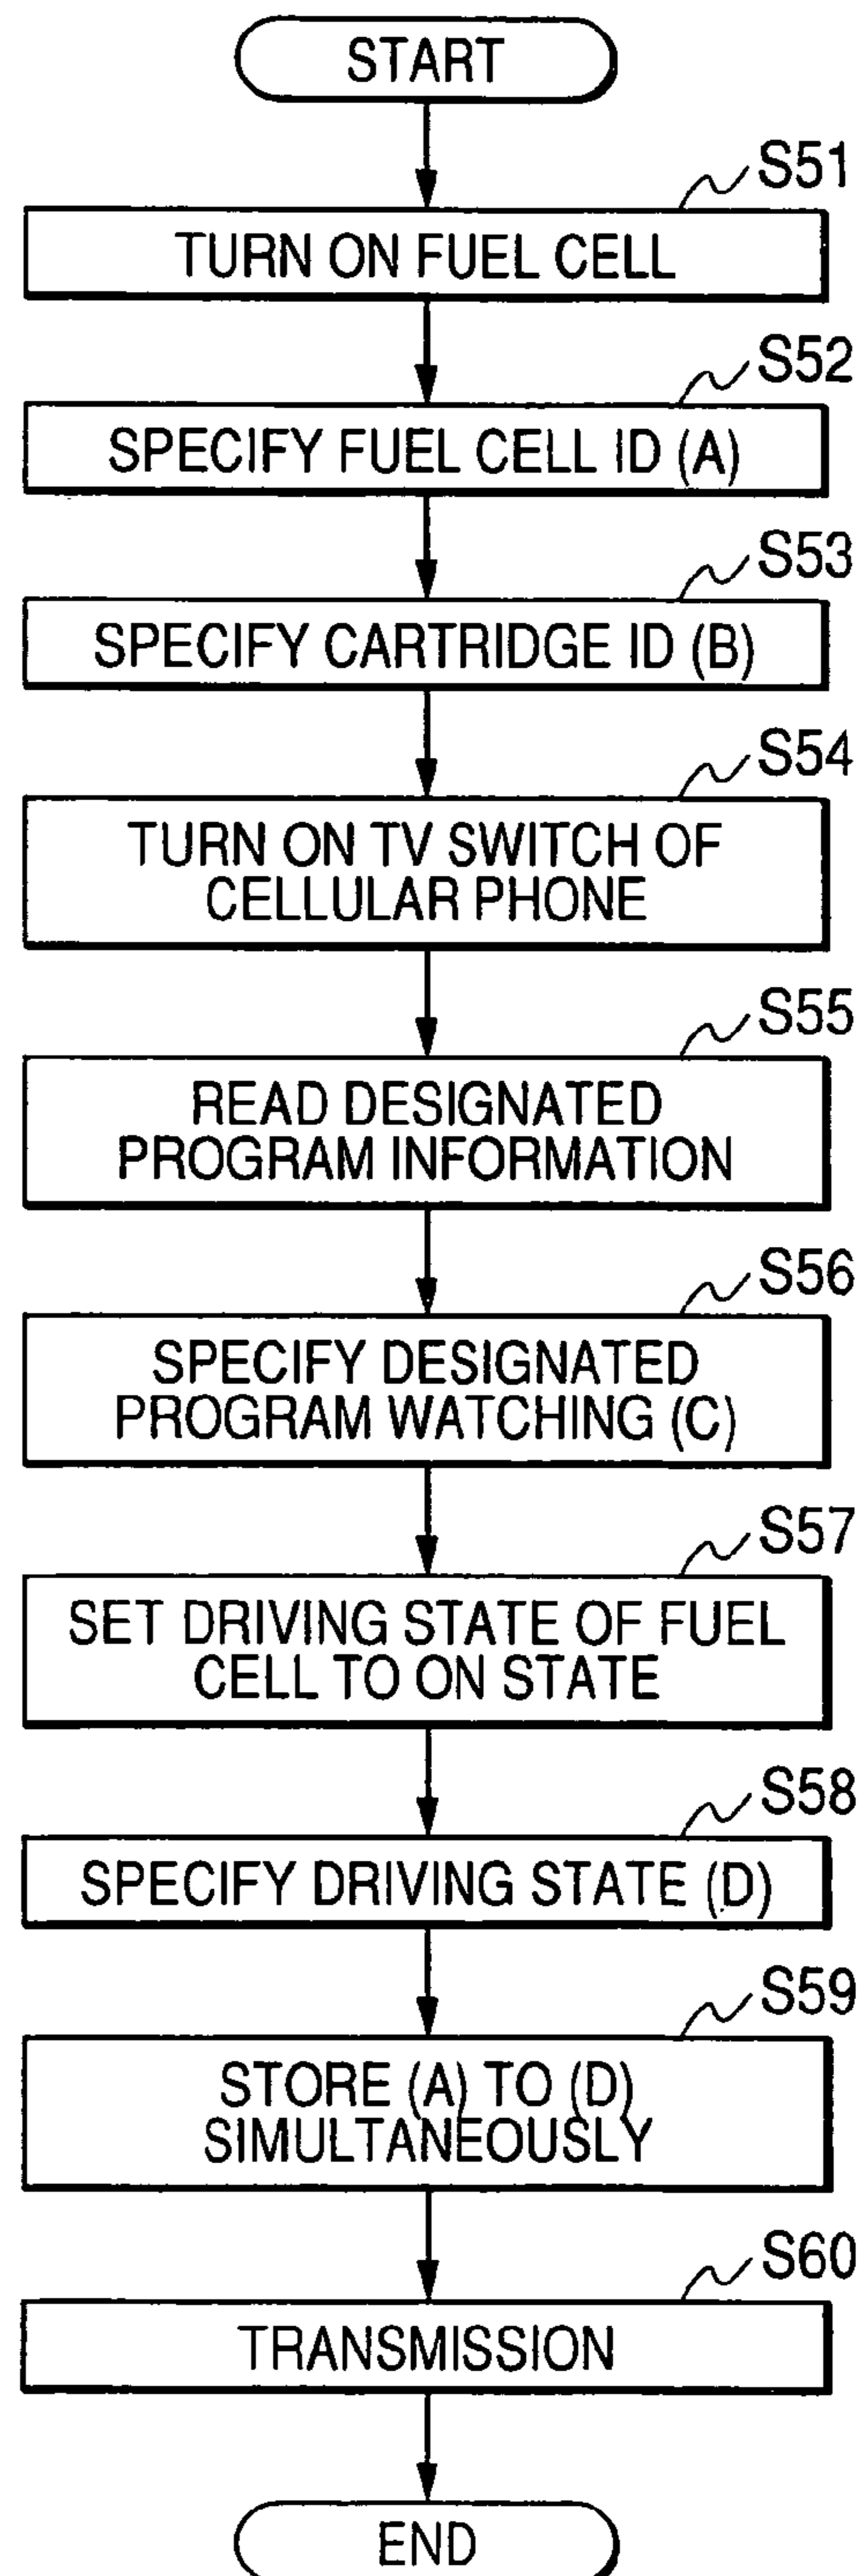 START
S51
TURN ON FUEL CELL
S52
SPECIFY FUEL CELL ID (A)
S53
SPECIFY CARTRIDGE ID (B)
S54
TURN ON TV SWITCH OF
CELLULAR PHONE
S55
READ DESIGNATED
PROGRAM INFORMATION
S56
SPECIFY DESIGNATED
PROGRAM WATCHING (C)
S57
SET DRIVING STATE OF FUEL
CELL TO ON STATE
S58
SPECIFY DRIVING STATE (D)
S59
STORE (A) TO (D)
SIMULTANEOUSLY
S60
TRANSMISSION
END